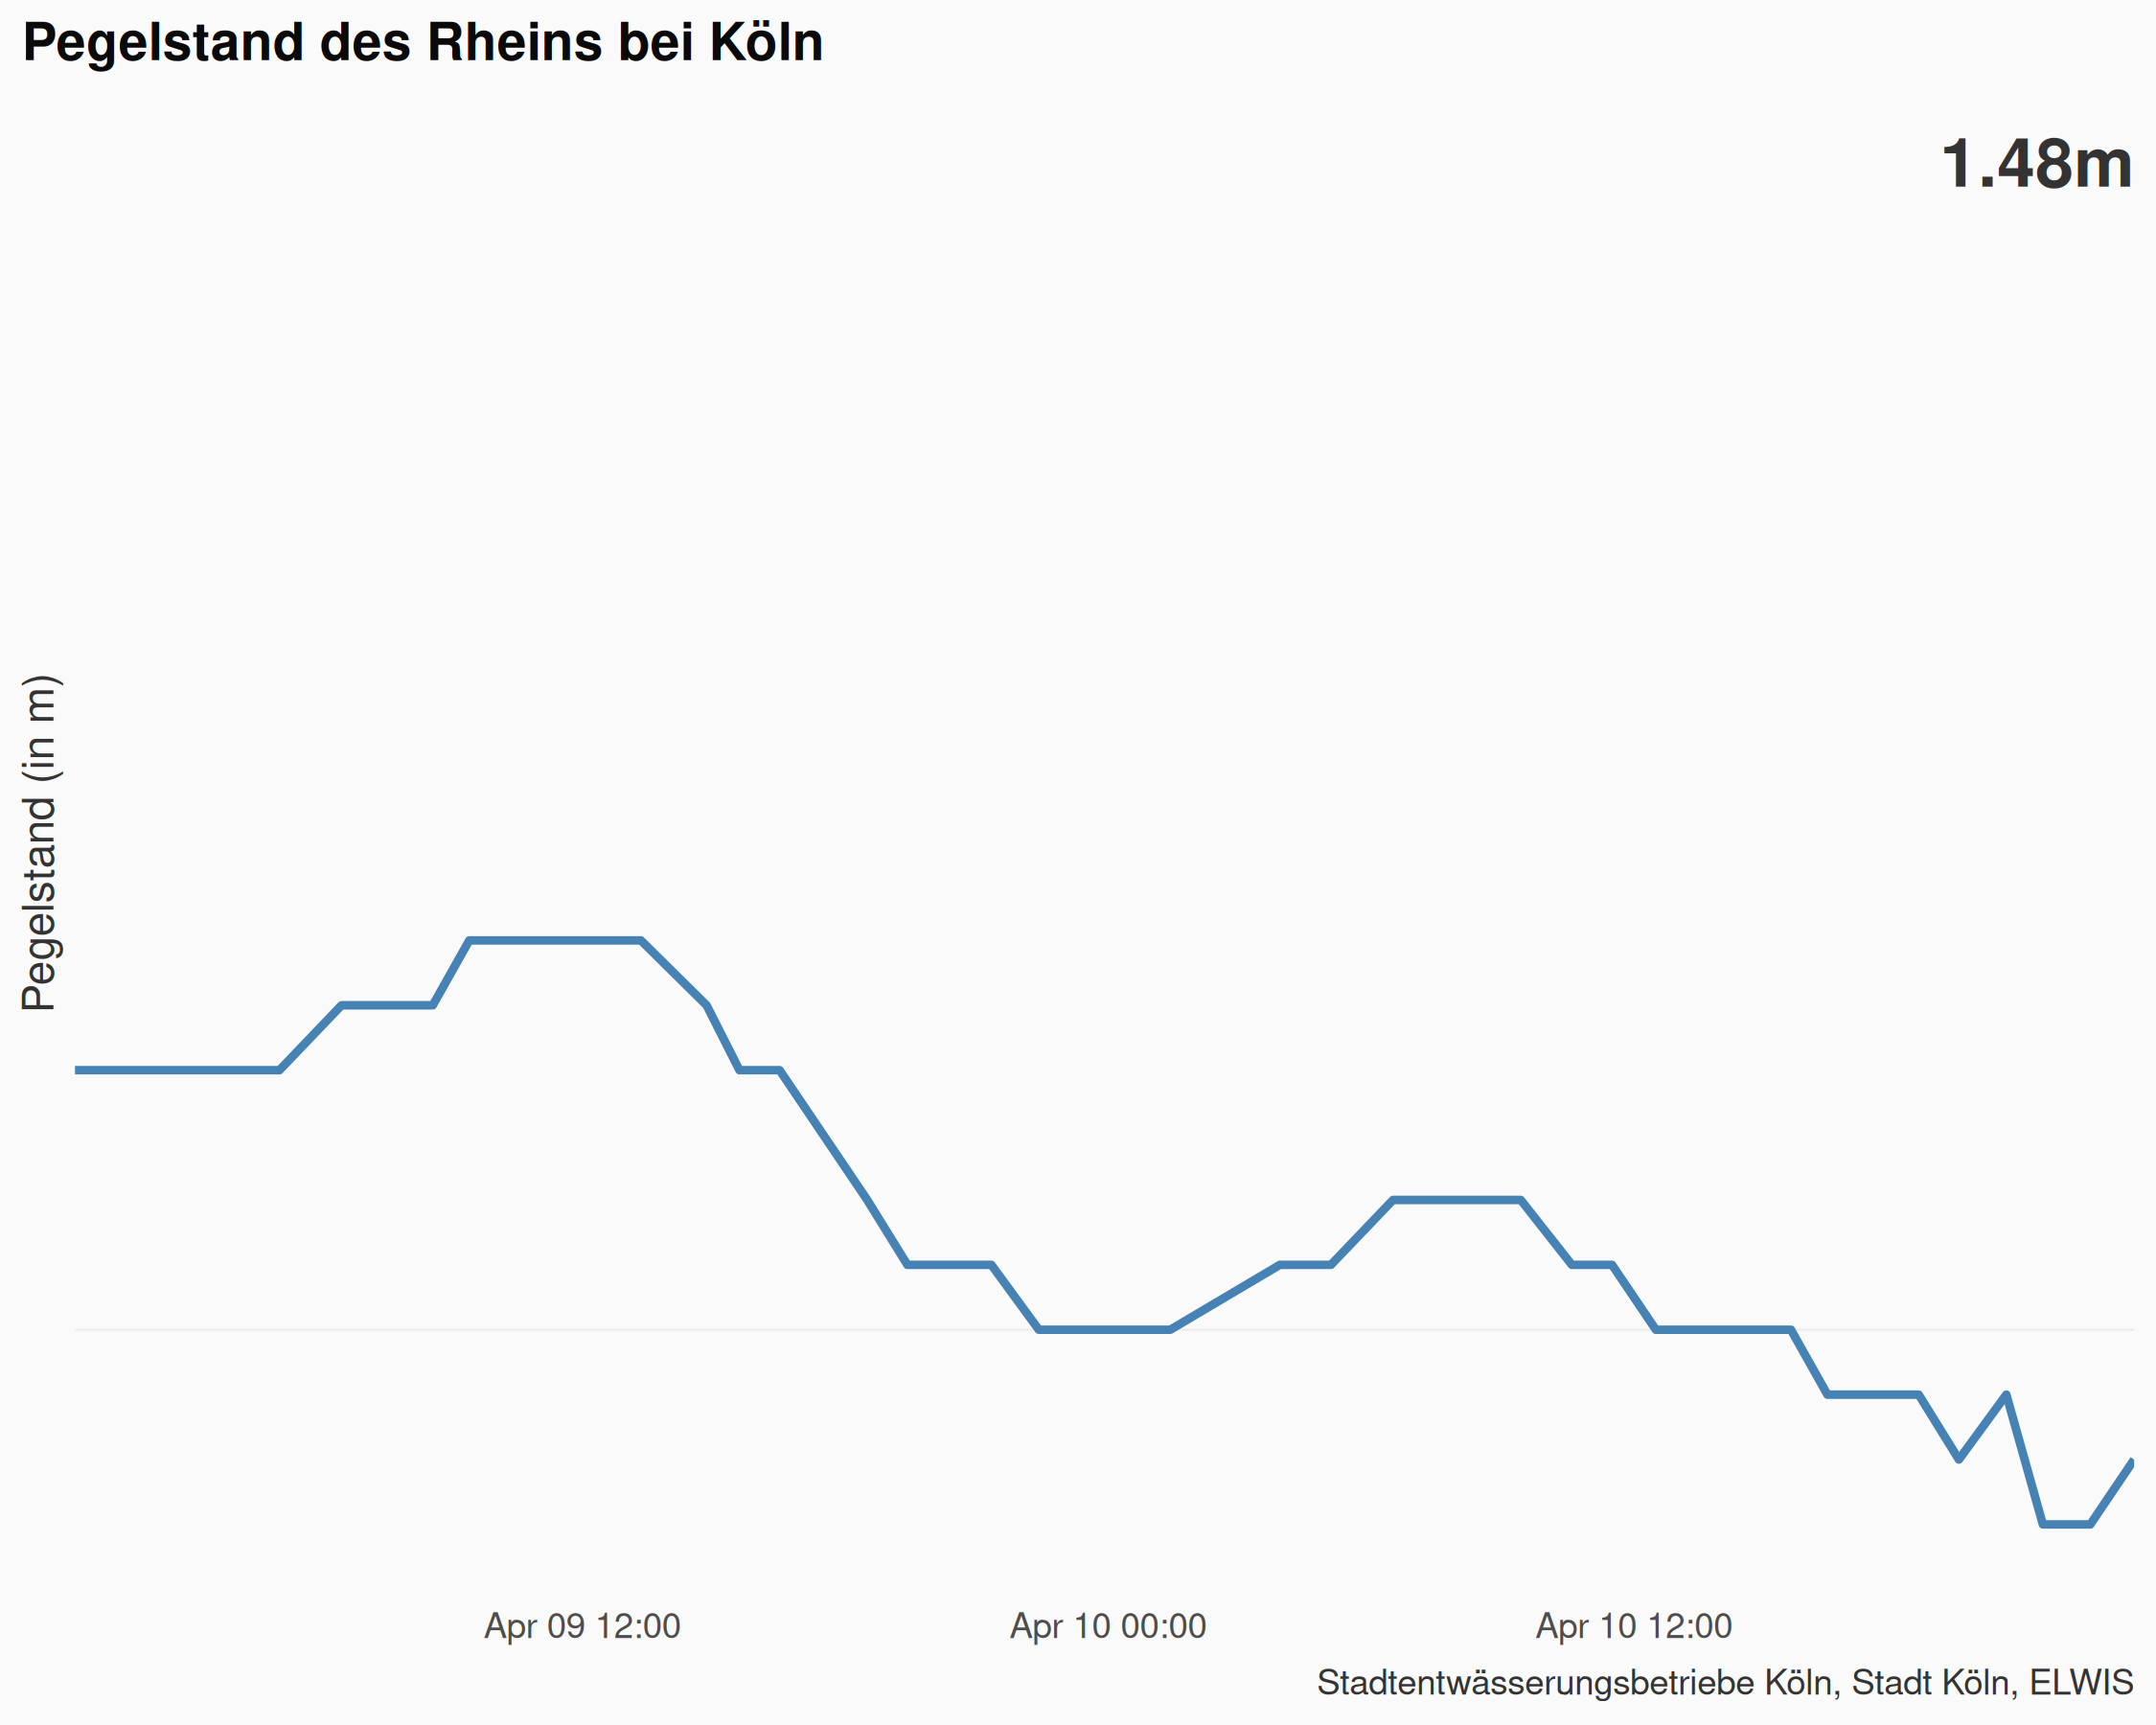 Pegelstand des Rheins bei Köln
1.48m
Pegelstand (in m)
Apr 09 12:00
Apr 10 00:00
Apr 10 12:00
Stadtentwässerungsbetriebe Köln, Stadt Köln, ELWIS